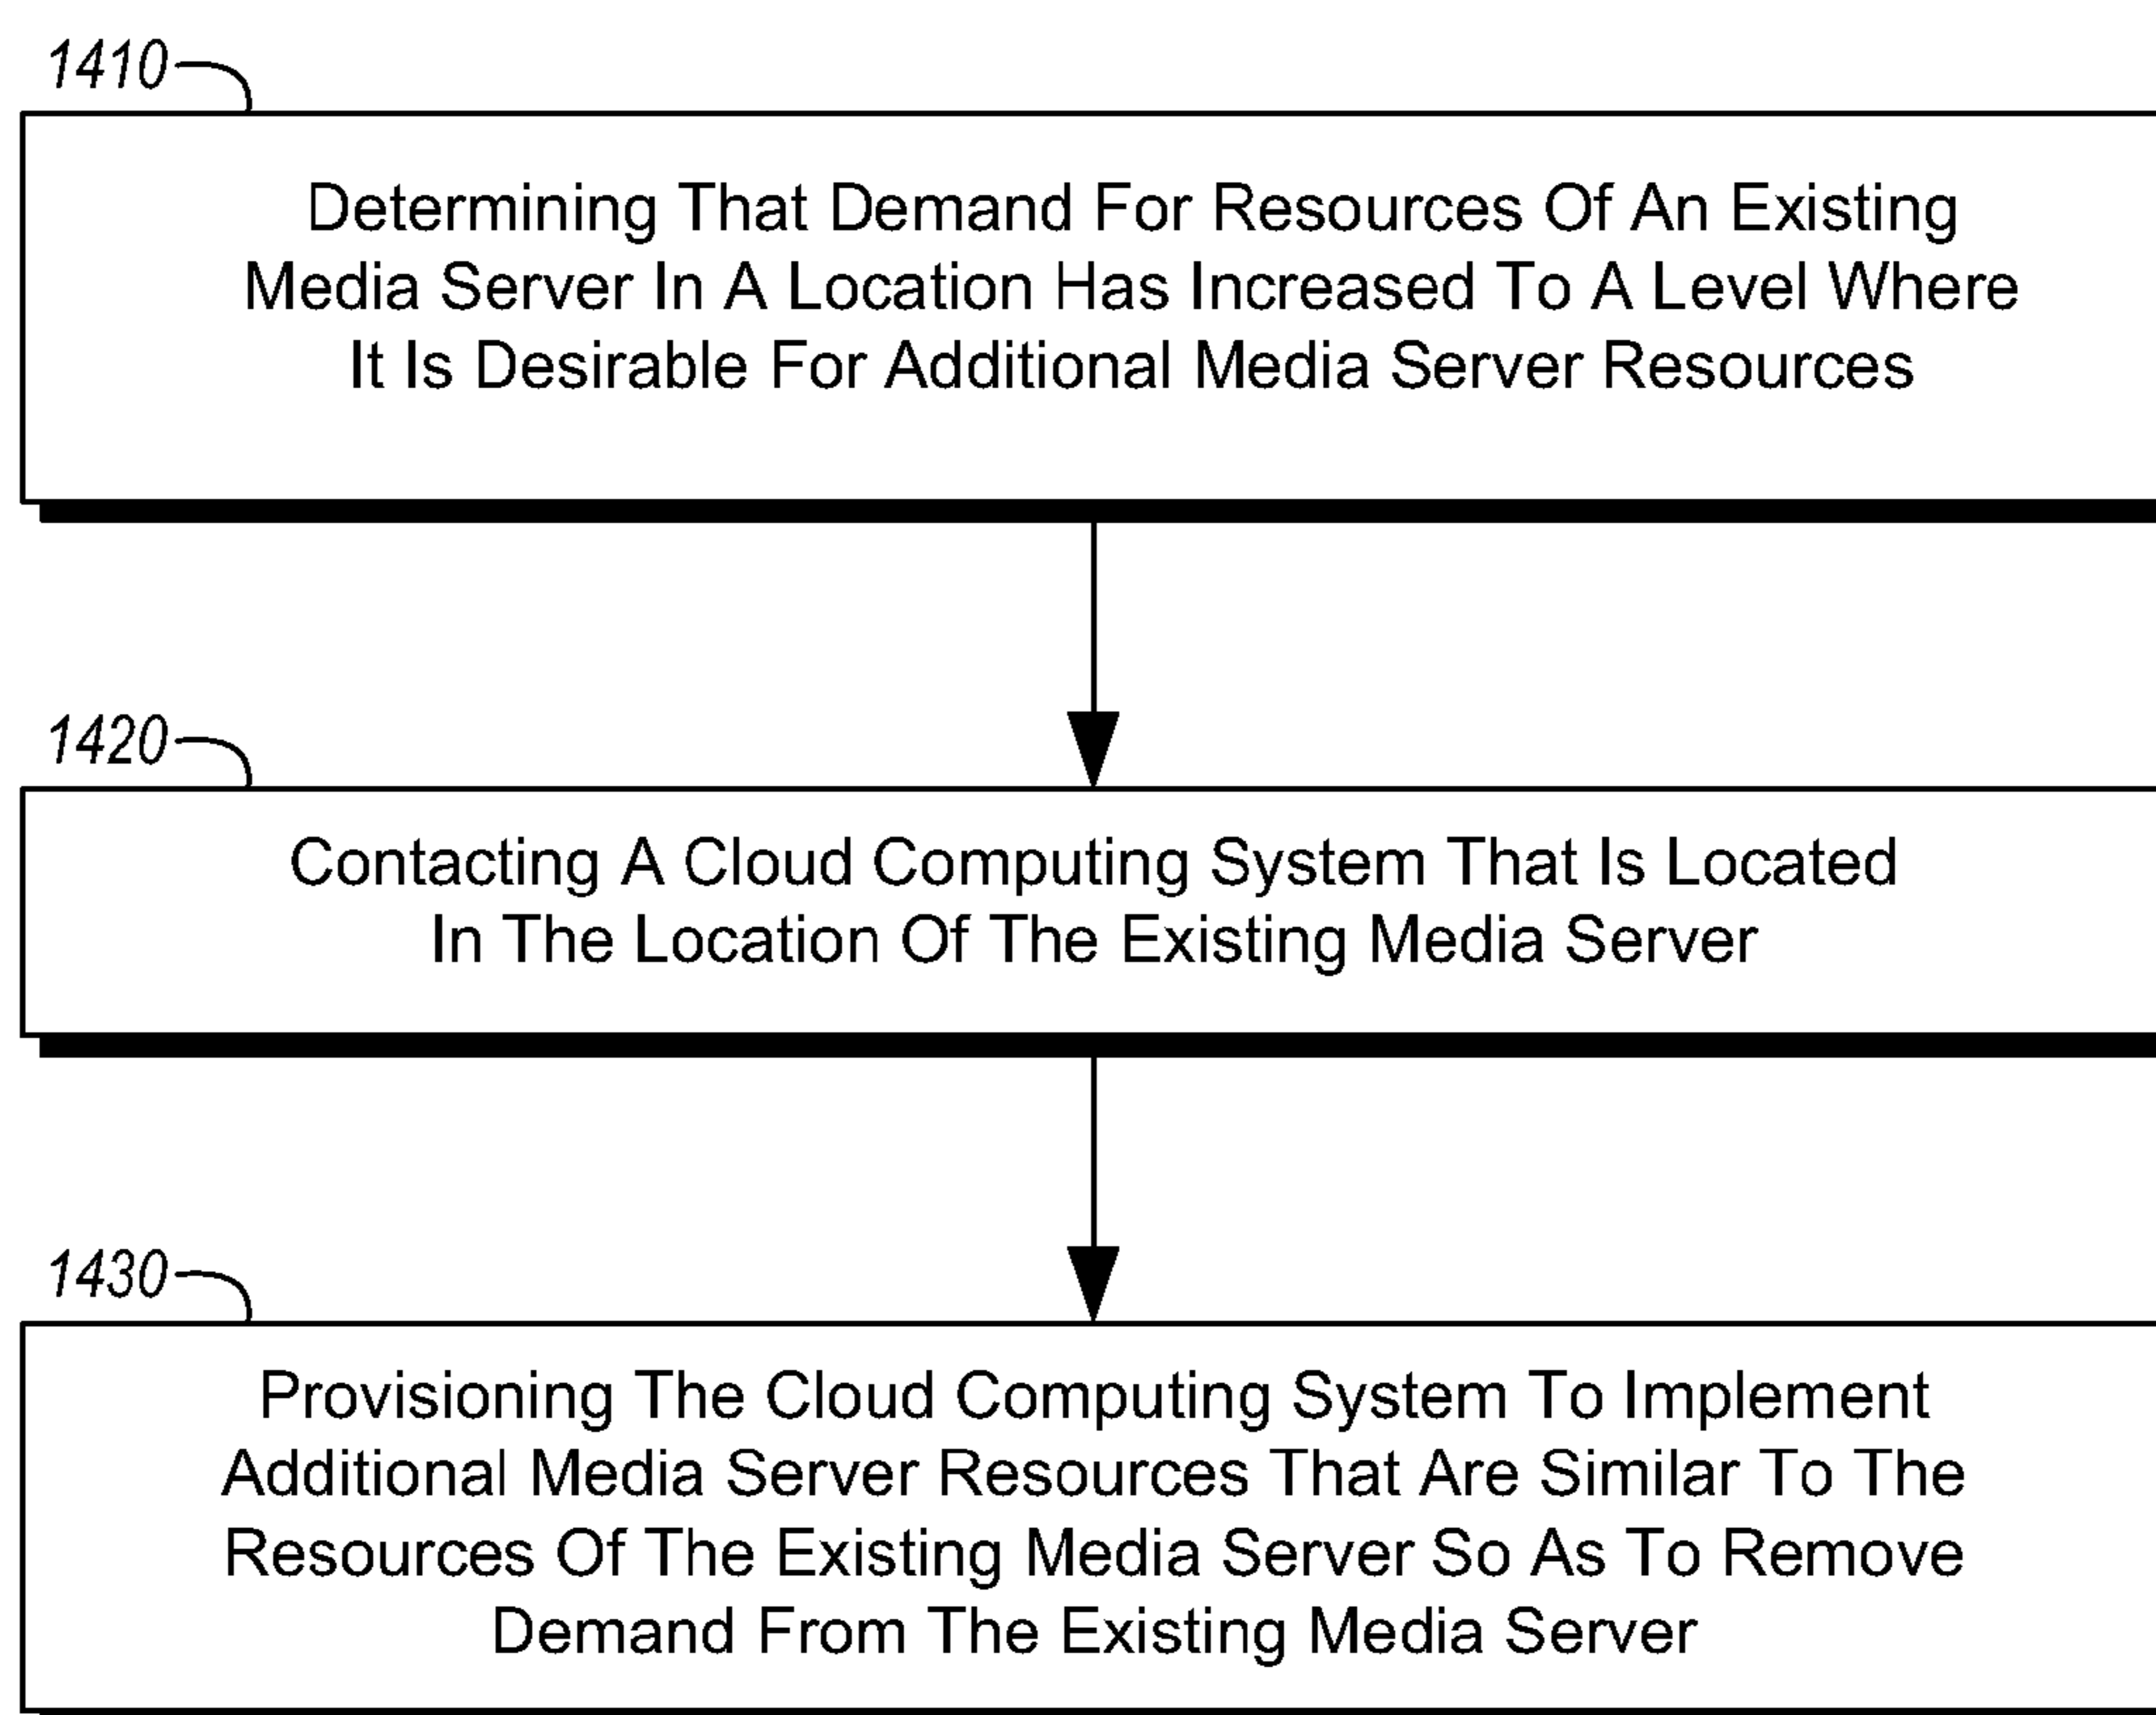 1410
Determining That Demand For Resources Of An Existing
Media Server In A Location Has Increased To A Level Where
It Is Desirable For Additional Media Server Resources
1420
Contacting A Cloud Computing System That Is Located
In The Location Of The Existing Media Server
1430
Provisioning The Cloud Computing System To Implement
Additional Media Server Resources That Are Similar To The
Resources Of The Existing Media Server So As To Remove
Demand From The Existing Media Server